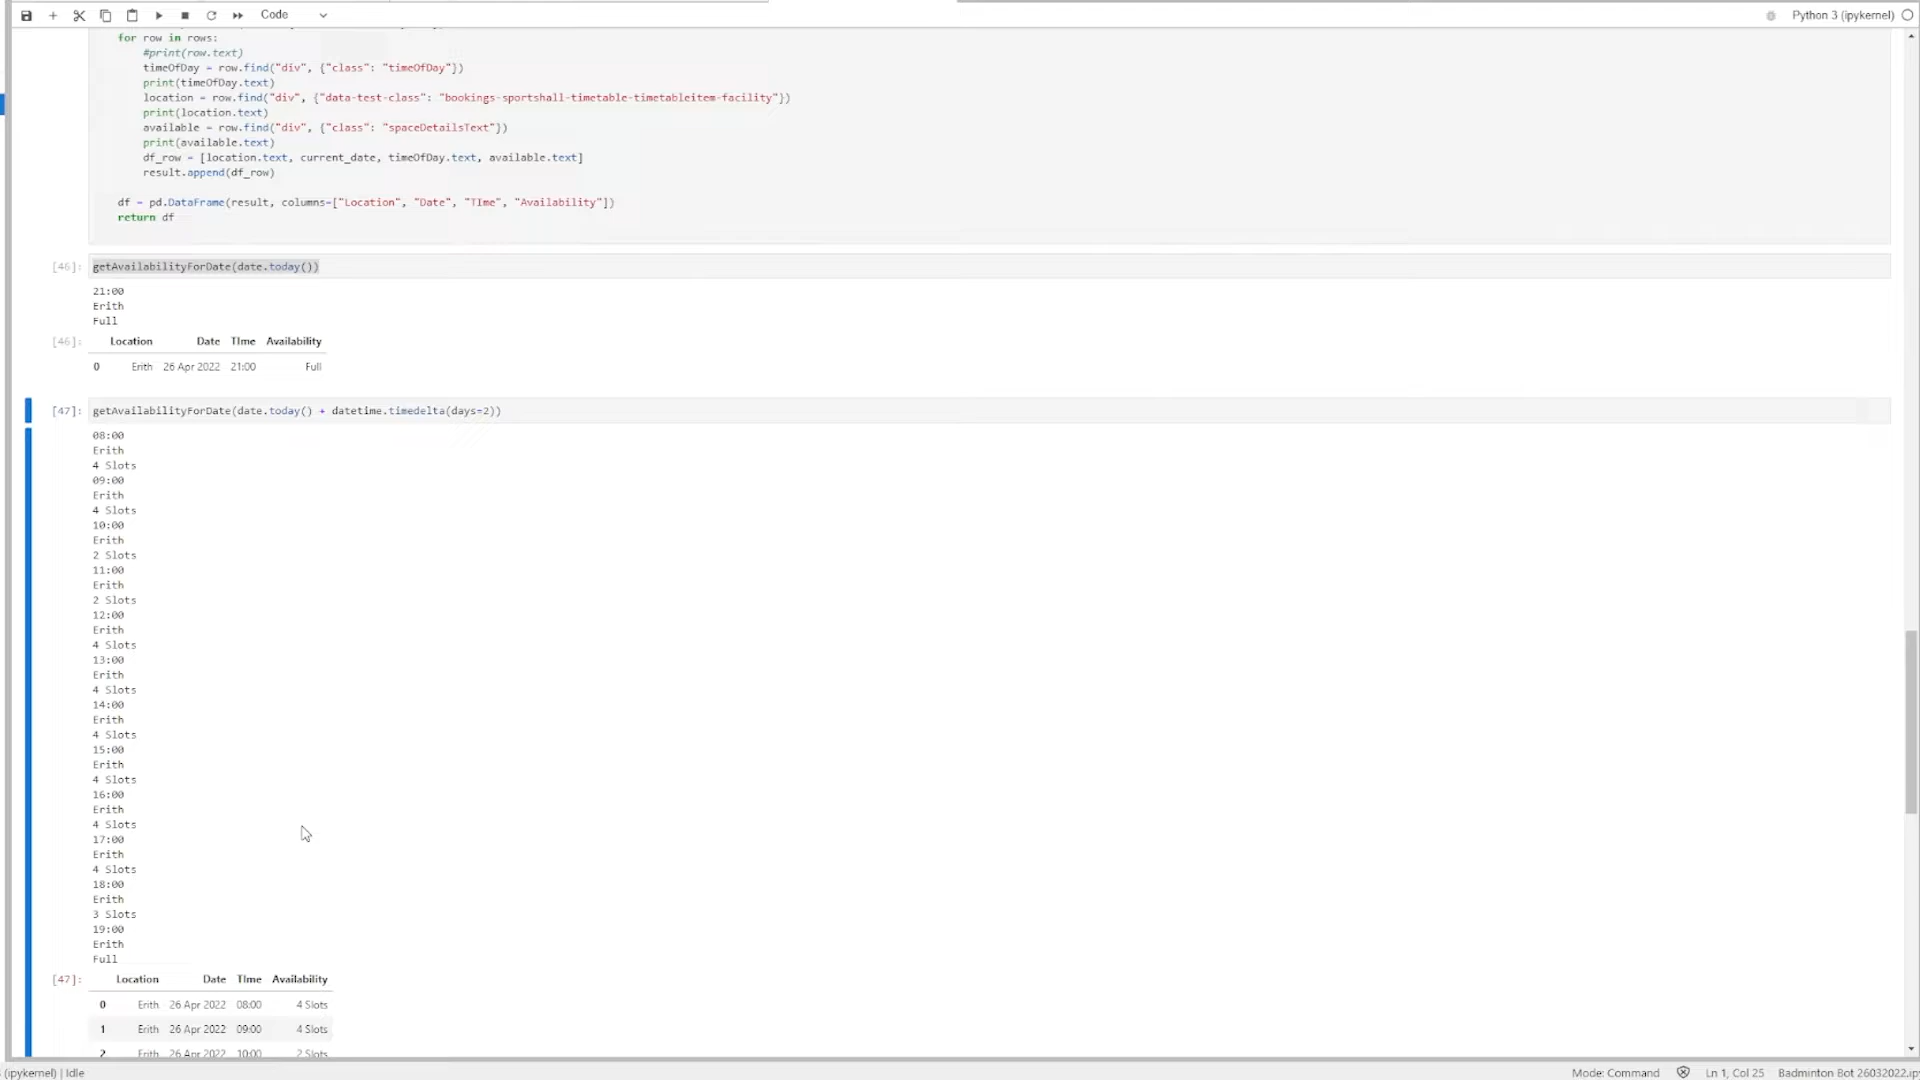 Code
Python 3 (ipykernel)
for row in rows:
#print(row.text)
timeOfDay = row.find("div", {"class": "timeOfDay"})
print(timeOfDay.text)
location = row.find("div", {"data-test-class": "bookings-sportshall-timetable-timetableitem-facility"})
print(location.text)
available = row.find("div", {"class": "spaceDetailsText"})
print(available.text)
df_row = [location.text, current_date, timeOfDay.text, available.text]
result.append(df_row)
df = pd.DataFrame(result, columns=["Location", "Date", "TIme", "Availability"])
return df
[46]: getAvailabilityForDate(date.today())
21:00
Erith
Full
[46]: Location Date TIme Availability
0 Erith 26 Apr 2022 21:00 Full
[47]: getAvailabilityForDate(date.today() + datetime.timedelta(days=2))
08:00
Erith
4 Slots
09:00
Erith
4 Slots
10:00
Erith
2 Slots
11:00
Erith
2 Slots
12:00
Erith
4 Slots
13:00
Erith
4 Slots
14:00
Erith
4 Slots
15:00
Erith
4 Slots
16:00
Erith
4 Slots
17:00
Erith
4 Slots
18:00
Erith
3 Slots
19:00
Erith
Full
[47]: Location Date TIme Availability
0 Erith 26 Apr 2022 08:00 4 Slots
1 Erith 26 Apr 2022 09:00 4 Slots
2 Erith 26 Apr 2022 10:00 2 Slots
(ipykernel) | Idle
Mode: Command Ln 1, Col 25 Badminton Bot 26032022.ip